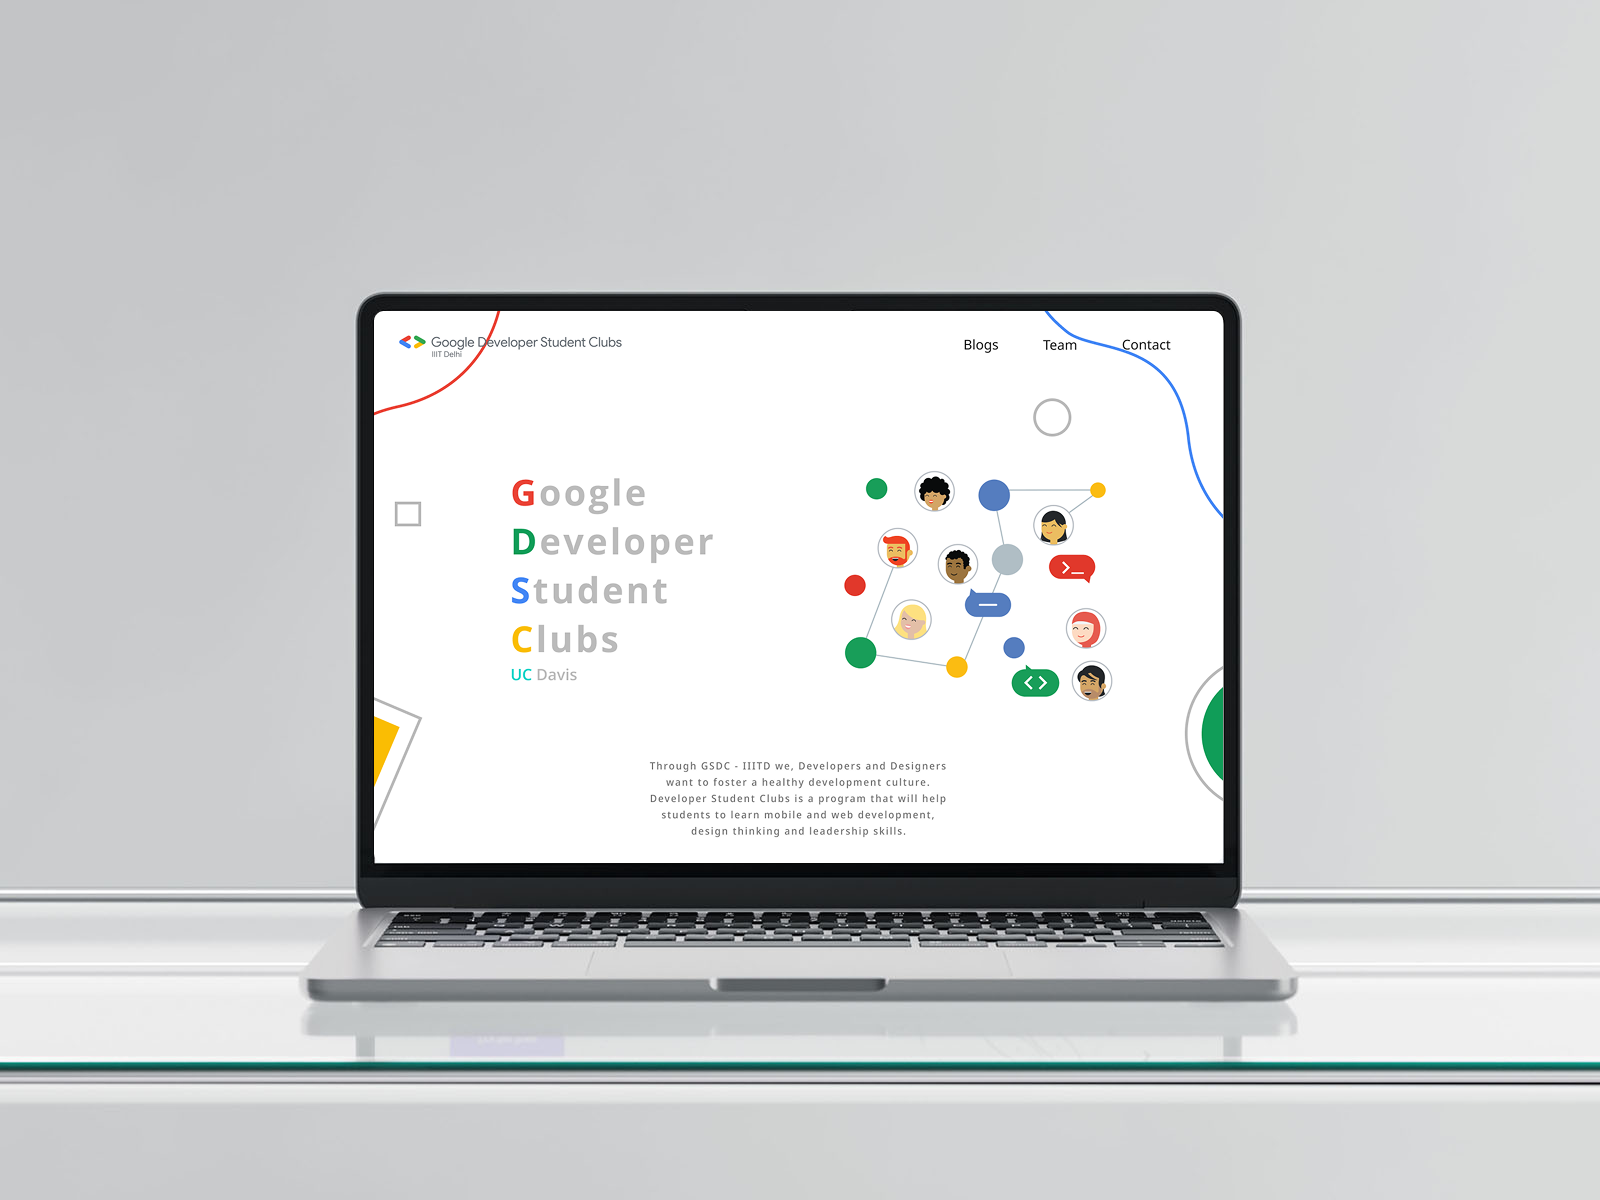 Google Developer Student Clubs
IIIT Delhi
Blogs
Team
Contact
Google
Developer
Student
Clubs
UC Davis
Through GSDC - IIITD we, Developers and Designers
want to foster a healthy development culture.
Developer Student Clubs is a program that will help
students to learn mobile and web development,
design thinking and leadership skills.